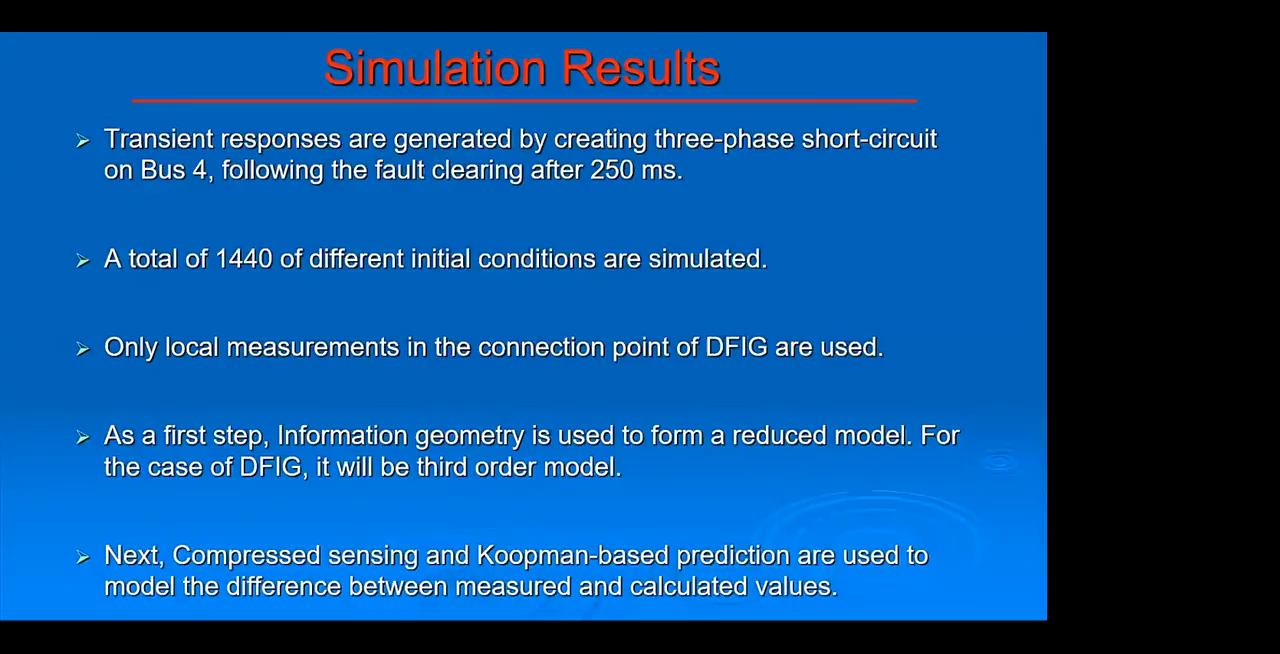 Simulation Results
Transient responses are generated by creating three-phase short-circuit
on Bus 4, following the fault clearing after 250 ms.
A total of 1440 of different initial conditions are simulated.
Only local measurements in the connection point of DFIG are used.
As a first step, Information geometry is used to form a reduced model. For
the case of DFIG, it will be third order model.
Next, Compressed sensing and Koopman-based prediction are used to
model the difference between measured and calculated values.